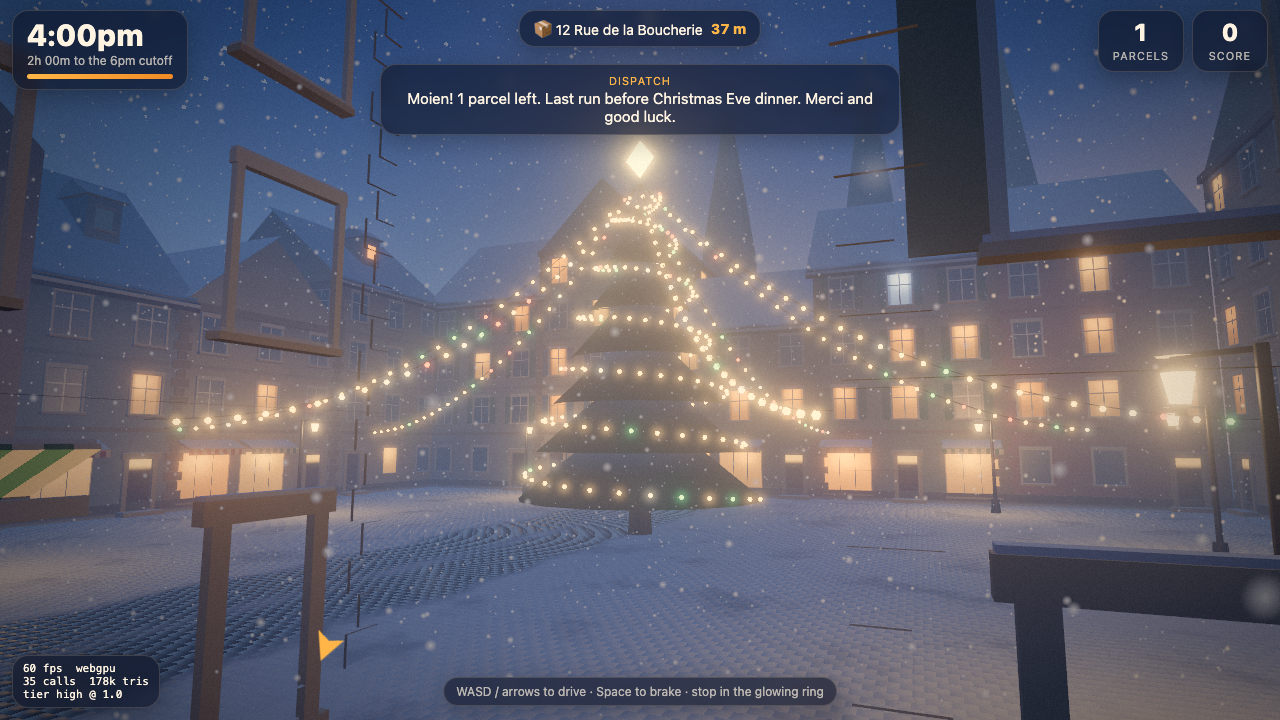 4:00pm
2h 00m to the 6pm cutoff
12 Rue de la Boucherie 37 m
1
PARCELS
0
SCORE
DISPATCH
Moien! 1 parcel left. Last run before Christmas Eve dinner. Merci and
good luck.
60 fps webgpu
35 calls 178k tris
tier high @ 1.0
WASD / arrows to drive · Space to brake · stop in the glowing ring